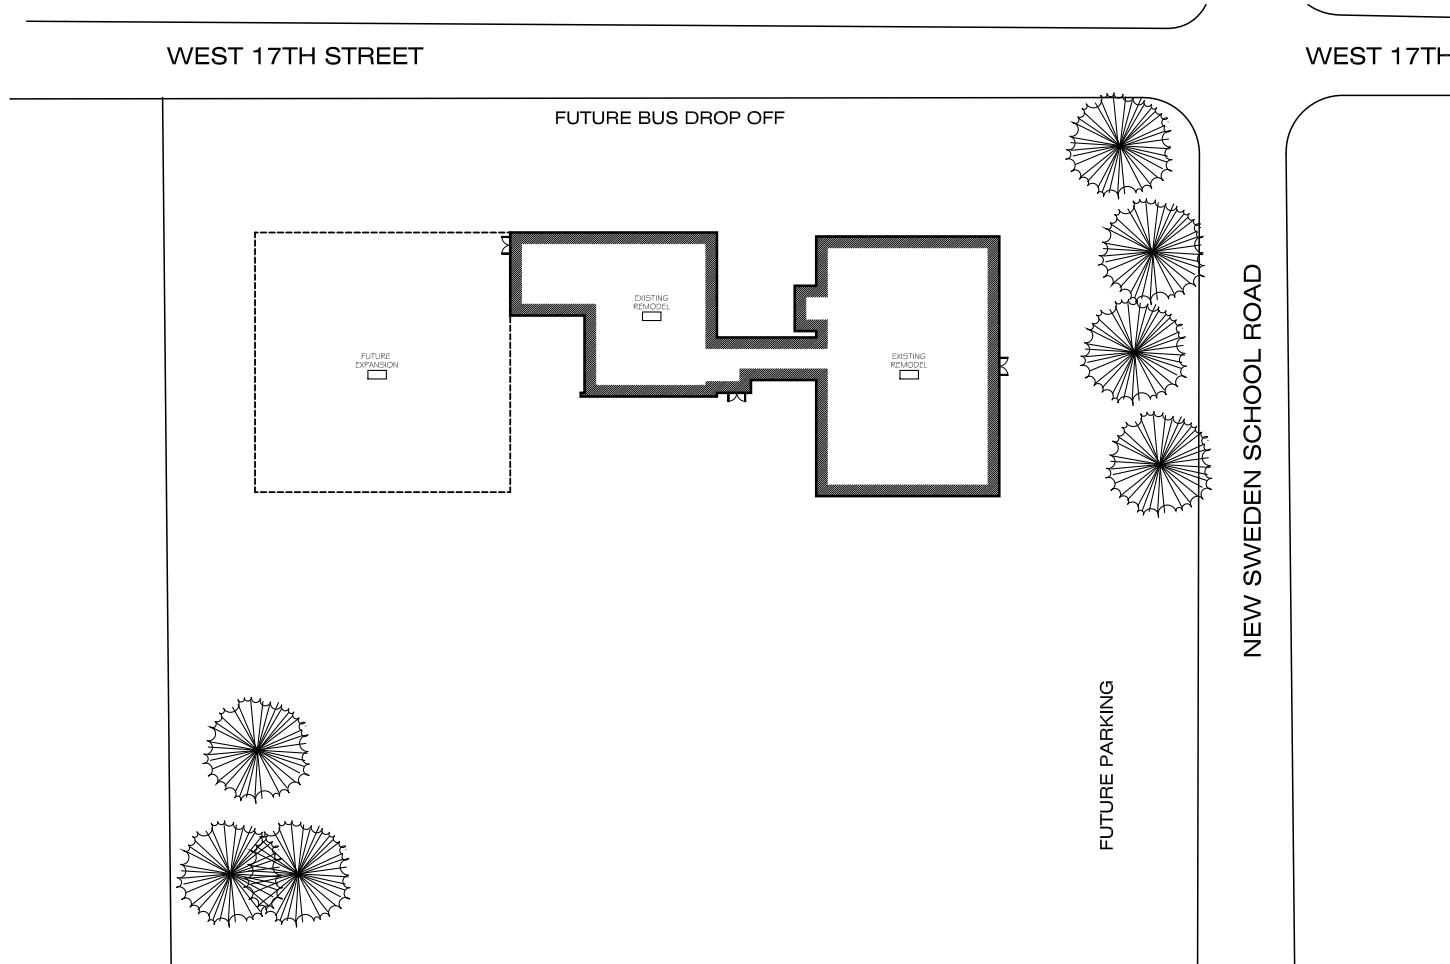 WEST 17TH STREET
WEST 17TH
FUTURE BUS DROP OFF
EXISTING
REMODEL
FUTURE
EXPANSION
EXISTING
REMODEL
NEW SWEDEN SCHOOL ROAD
FUTURE PARKING